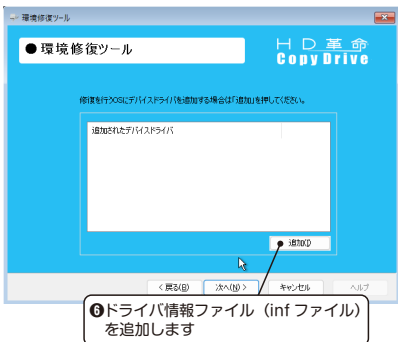 環境修復ツール
●環境修復ツール
HD革命
Copy Drive
修復を行うOSにデバイスドライバを追加する場合は「追加」を押してください。
追加されたデバイスドライバ
追加(I)
< 戻る(B)
次へ(N) >
キャンセル
ヘルプ
❻ドライバ情報ファイル（inf ファイル）
を追加します